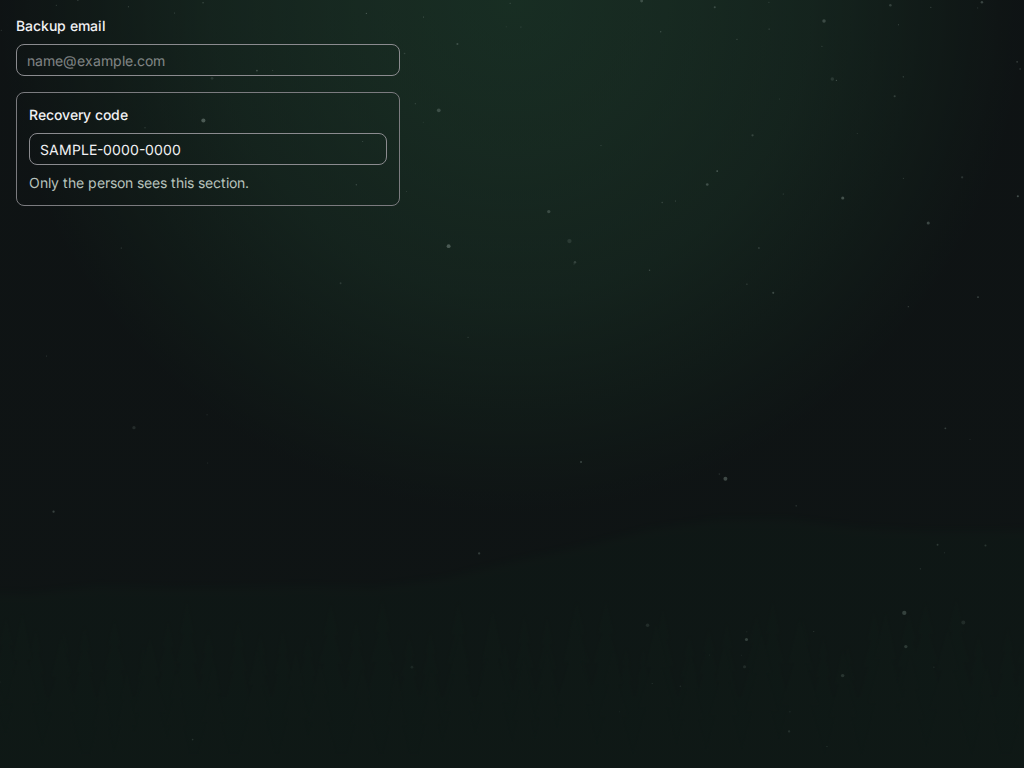 Backup email
name@example.com
Recovery code
SAMPLE-0000-0000
Only the person sees this section.